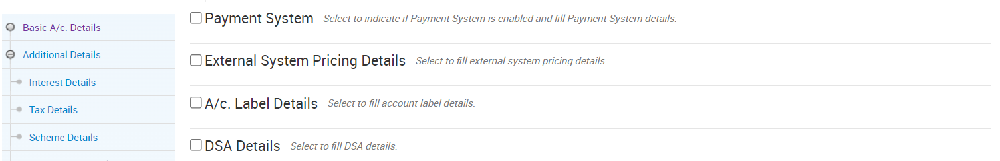 Basic A/c. Details
Additional Details
Interest Details
Tax Details
Scheme Details
Payment System Select to indicate if Payment System is enabled and fill Payment System details.
External System Pricing Details Select to fill external system pricing details.
A/c. Label Details Select to fill account label details.
DSA Details Select to fill DSA details.